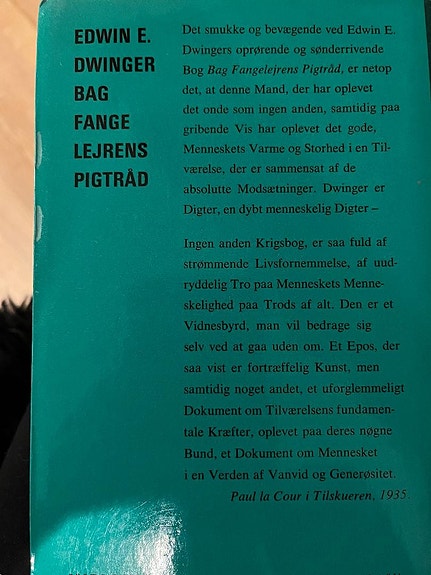 EDWIN E.
DWINGER
BAG
FANGE
LEJRENS
PIGTRÅD
Det smukke og bevægende ved Edwin E.
Dwingers oprørende og sønderrivende
Bog Bag Fangelejrens Pigtråd, er netop
det, at denne Mand, der har oplevet
det onde som ingen anden, samtidig paa
gribende Vis har oplevet det gode,
Menneskets Varme og Storhed i en Til-
værelse, der er sammensat af de
absolutte Modsætninger. Dwinger er
Digter, en dybt menneskelig Digter –
Ingen anden Krigsbog, er saa fuld af
strømmende Livsfornemmelse, af uud-
ryddelig Tro paa Menneskets Menne-
skelighed paa Trods af alt. Den er et
Vidnesbyrd, man vil bedrage sig
selv ved at gaa uden om. Et Epos, der
saa vist er fortræffelig Kunst, men
samtidig noget andet, et uforglemmeligt
Dokument om Tilværelsens fundamen-
tale Kræfter, oplevet paa deres nøgne
Bund, et Dokument om Mennesket
i en Verden af Vanvid og Generøsitet.
Paul la Cour i Tilskueren, 1935.